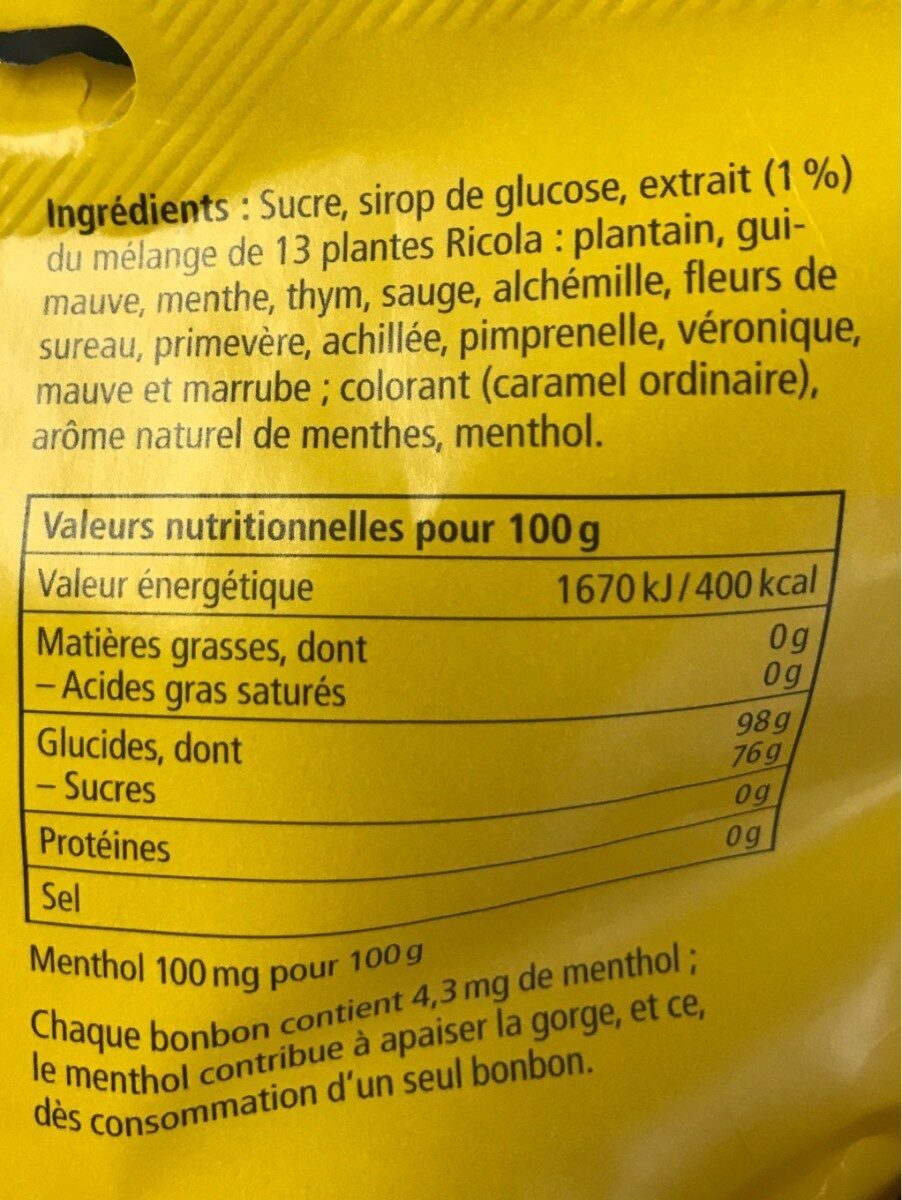 Ingrédients : Sucre, sirop de glucose, extrait (1 %)
du mélange de 13 plantes Ricola : plantain, gui-
mauve, menthe, thym, sauge, alchémille, fleurs de
sureau, primevère, achillée, pimprenelle, véronique,
mauve et marrube ; colorant (caramel ordinaire),
arôme naturel de menthes, menthol.
Valeurs nutritionnelles pour 100 g
Valeur énergétique 1670 kJ / 400 kcal
Matières grasses, dont 0 g
– Acides gras saturés 0 g
Glucides, dont 98 g
– Sucres 76 g
Protéines 0 g
Sel 0 g
Menthol 100 mg pour 100 g
Chaque bonbon contient 4,3 mg de menthol ;
le menthol contribue à apaiser la gorge, et ce,
dès consommation d'un seul bonbon.